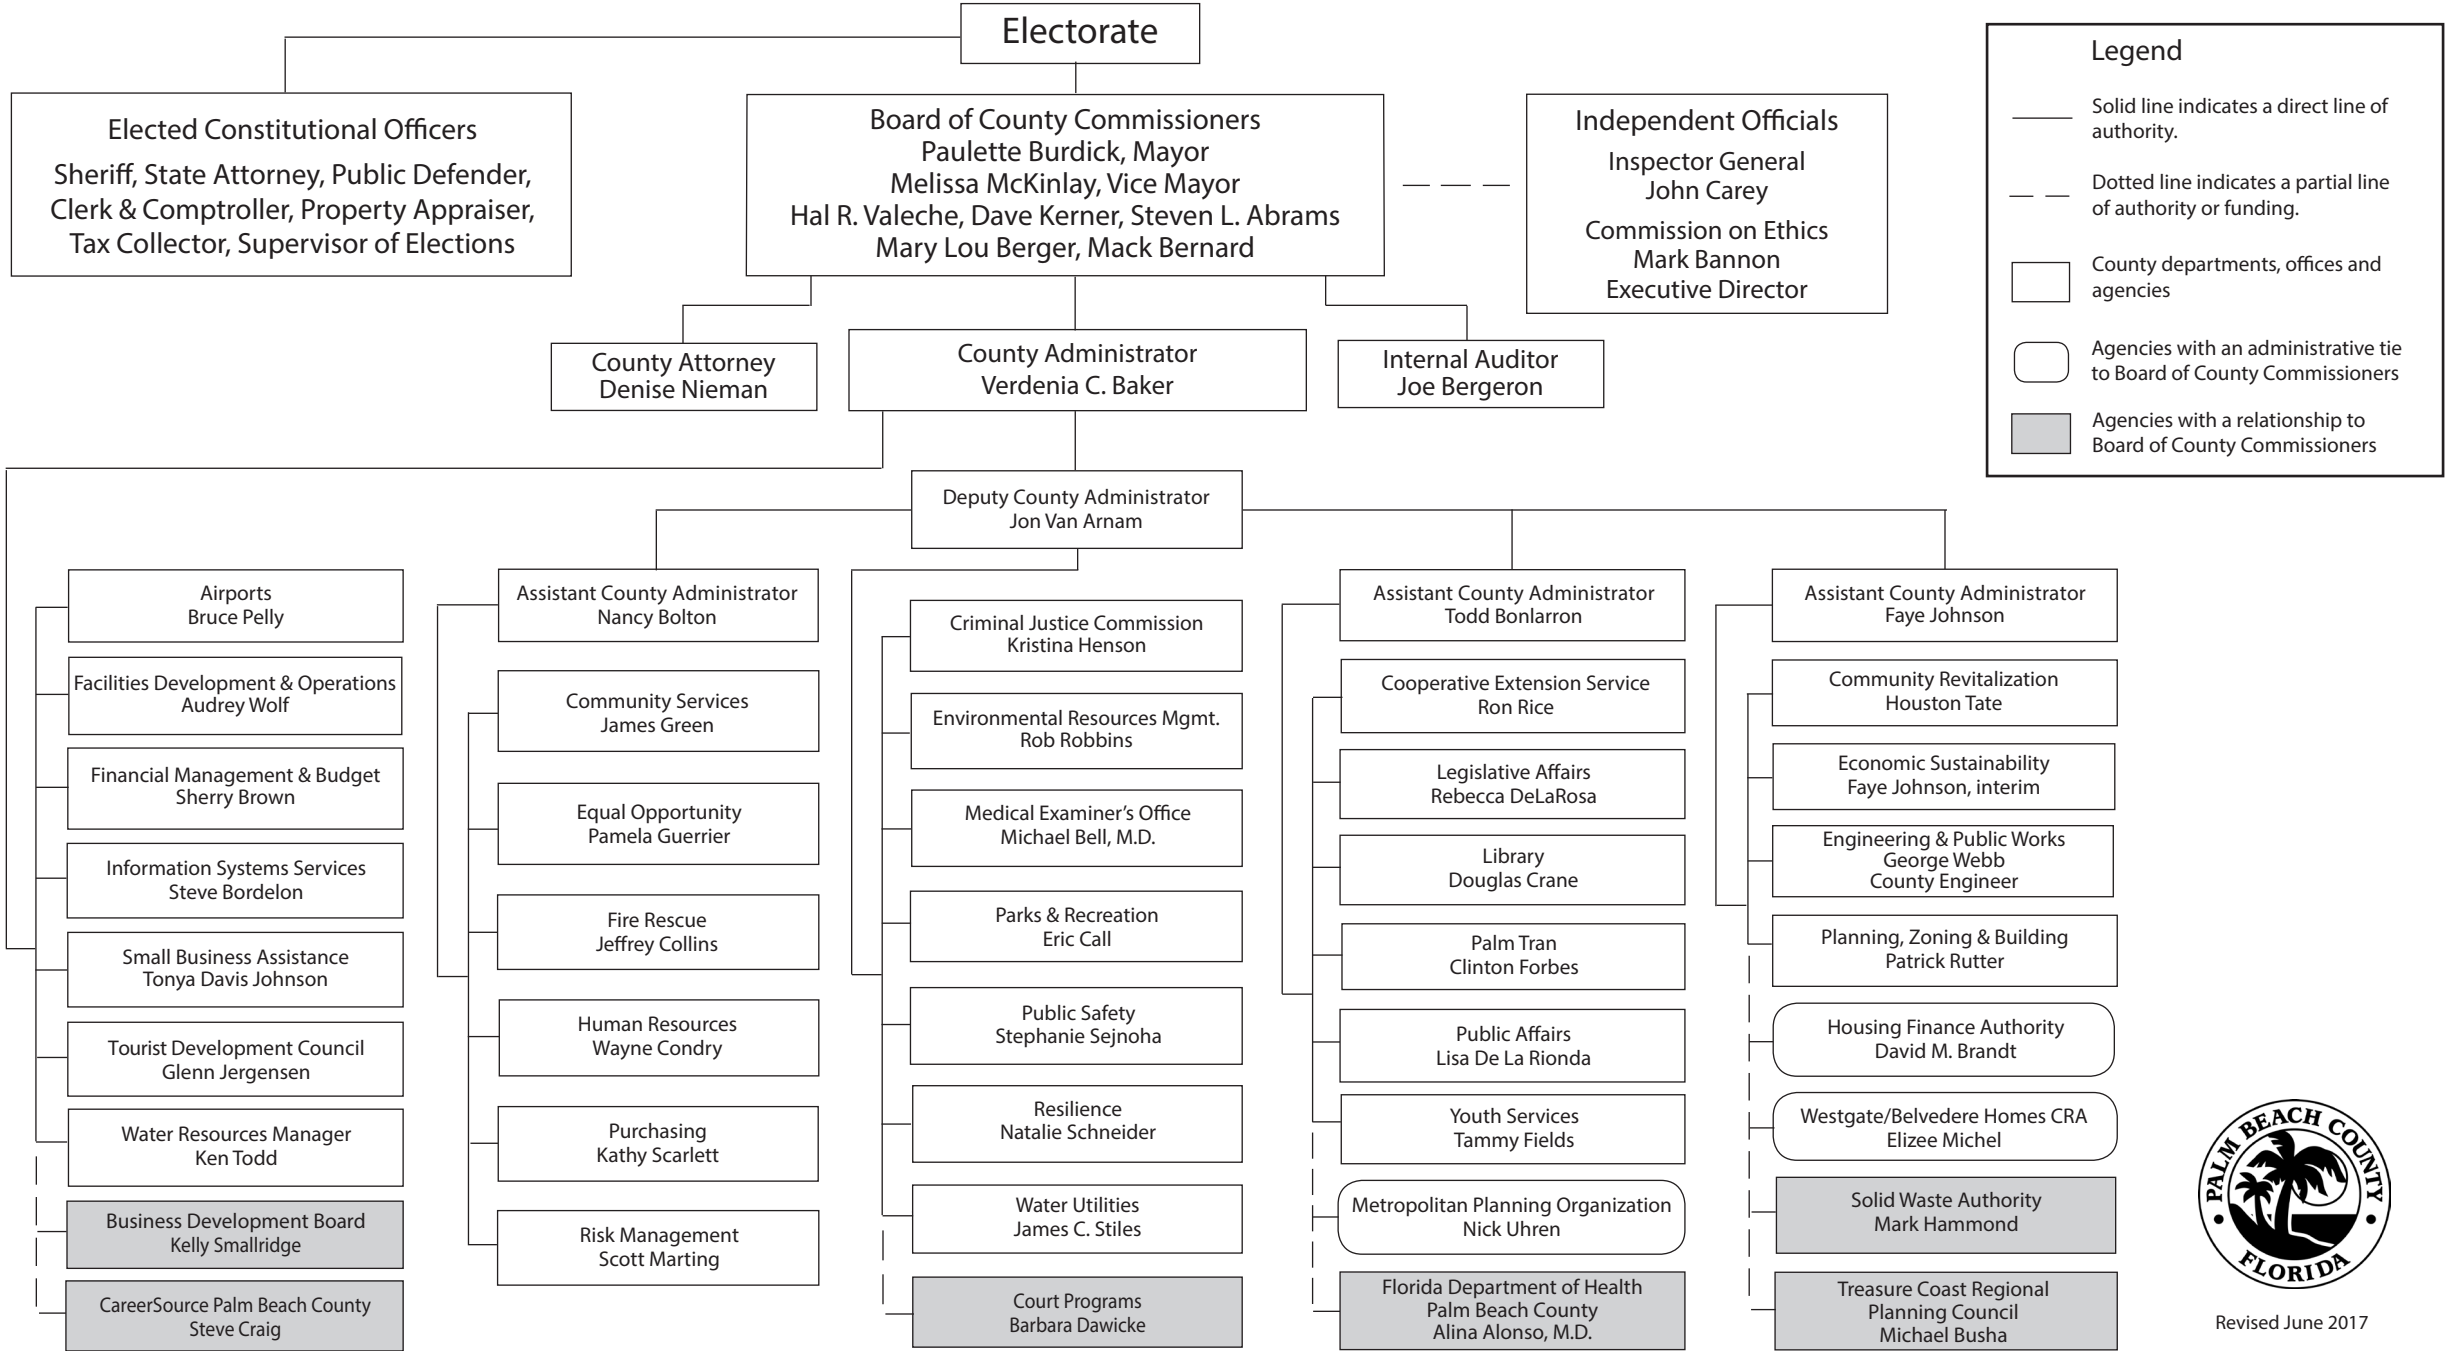 Electorate
Elected Constitutional Officers
Sheriff, State Attorney, Public Defender,
Clerk & Comptroller, Property Appraiser,
Tax Collector, Supervisor of Elections
Board of County Commissioners
Paulette Burdick, Mayor
Melissa McKinlay, Vice Mayor
Hal R. Valeche, Dave Kerner, Steven L. Abrams
Mary Lou Berger, Mack Bernard
Independent Officials
Inspector General
John Carey
Commission on Ethics
Mark Bannon
Executive Director
Legend
Solid line indicates a direct line of
authority.
Dotted line indicates a partial line
of authority or funding.
County departments, offices and
agencies
Agencies with an administrative tie
to Board of County Commissioners
Agencies with a relationship to
Board of County Commissioners
County Attorney
Denise Nieman
County Administrator
Verdenia C. Baker
Internal Auditor
Joe Bergeron
Deputy County Administrator
Jon Van Arnam
Airports
Bruce Pelly
Facilities Development & Operations
Audrey Wolf
Financial Management & Budget
Sherry Brown
Information Systems Services
Steve Bordelon
Small Business Assistance
Tonya Davis Johnson
Tourist Development Council
Glenn Jergensen
Water Resources Manager
Ken Todd
Business Development Board
Kelly Smallridge
CareerSource Palm Beach County
Steve Craig
Assistant County Administrator
Nancy Bolton
Community Services
James Green
Equal Opportunity
Pamela Guerrier
Fire Rescue
Jeffrey Collins
Human Resources
Wayne Condry
Purchasing
Kathy Scarlett
Risk Management
Scott Marting
Criminal Justice Commission
Kristina Henson
Environmental Resources Mgmt.
Rob Robbins
Medical Examiner's Office
Michael Bell, M.D.
Parks & Recreation
Eric Call
Public Safety
Stephanie Sejnoha
Resilience
Natalie Schneider
Water Utilities
James C. Stiles
Court Programs
Barbara Dawicke
Assistant County Administrator
Todd Bonlarron
Cooperative Extension Service
Ron Rice
Legislative Affairs
Rebecca DeLaRosa
Library
Douglas Crane
Palm Tran
Clinton Forbes
Public Affairs
Lisa De La Rionda
Youth Services
Tammy Fields
Metropolitan Planning Organization
Nick Uhren
Florida Department of Health
Palm Beach County
Alina Alonso, M.D.
Assistant County Administrator
Faye Johnson
Community Revitalization
Houston Tate
Economic Sustainability
Faye Johnson, interim
Engineering & Public Works
George Webb
County Engineer
Planning, Zoning & Building
Patrick Rutter
Housing Finance Authority
David M. Brandt
Westgate/Belvedere Homes CRA
Elizee Michel
Solid Waste Authority
Mark Hammond
Treasure Coast Regional
Planning Council
Michael Busha
PALM BEACH COUNTY
FLORIDA
Revised June 2017